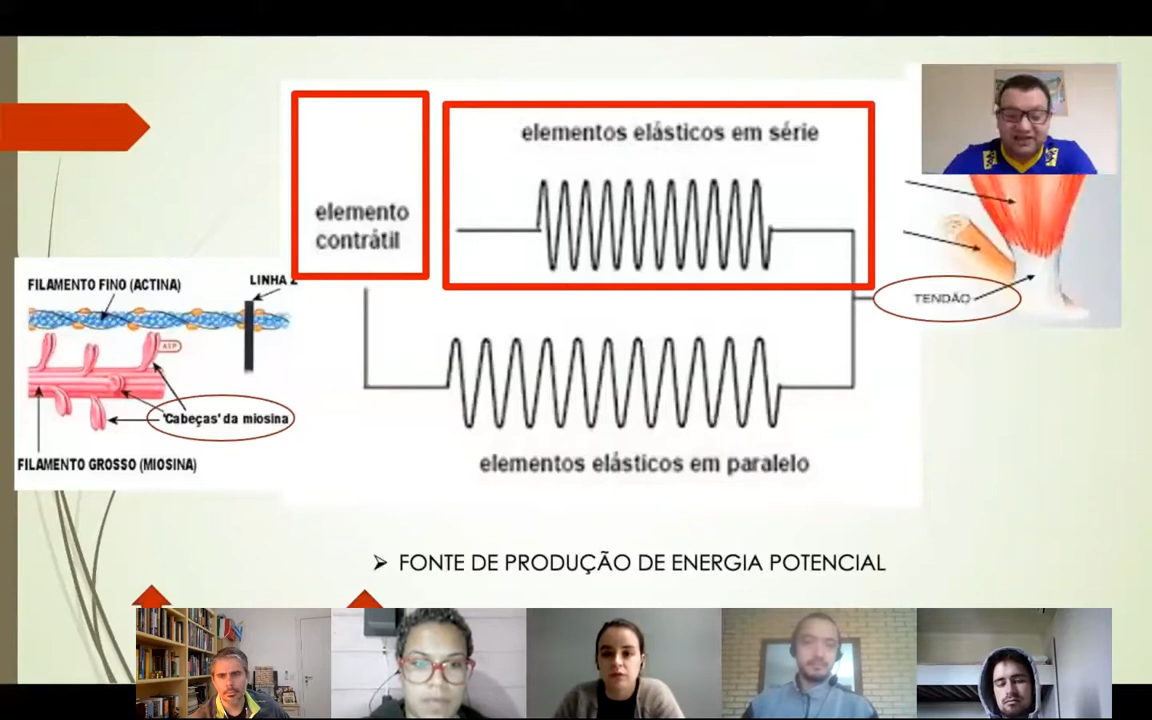 elementos elásticos em série
elemento
contrátil
FILAMENTO FINO (ACTINA)
LINHA Z
ATP
TENDÃO
'Cabeças' da miosina
FILAMENTO GROSSO (MIOSINA)
elementos elásticos em paralelo
FONTE DE PRODUÇÃO DE ENERGIA POTENCIAL